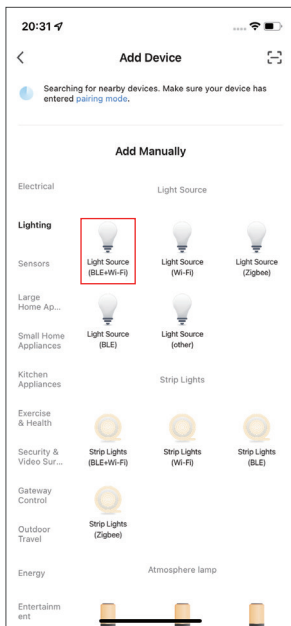 20:31
Add Device
Searching for nearby devices. Make sure your device has
entered pairing mode.
Add Manually
Electrical
Lighting
Sensors
Large
Home Ap...
Small Home
Appliances
Kitchen
Appliances
Exercise
& Health
Security &
Video Sur...
Gateway
Control
Outdoor
Travel
Energy
Entertainm
ent
Light Source
Light Source
(BLE+Wi-Fi)
Light Source
(Wi-Fi)
Light Source
(Zigbee)
Light Source
(BLE)
Light Source
(other)
Strip Lights
Strip Lights
(BLE+Wi-Fi)
Strip Lights
(Wi-Fi)
Strip Lights
(BLE)
Strip Lights
(Zigbee)
Atmosphere lamp